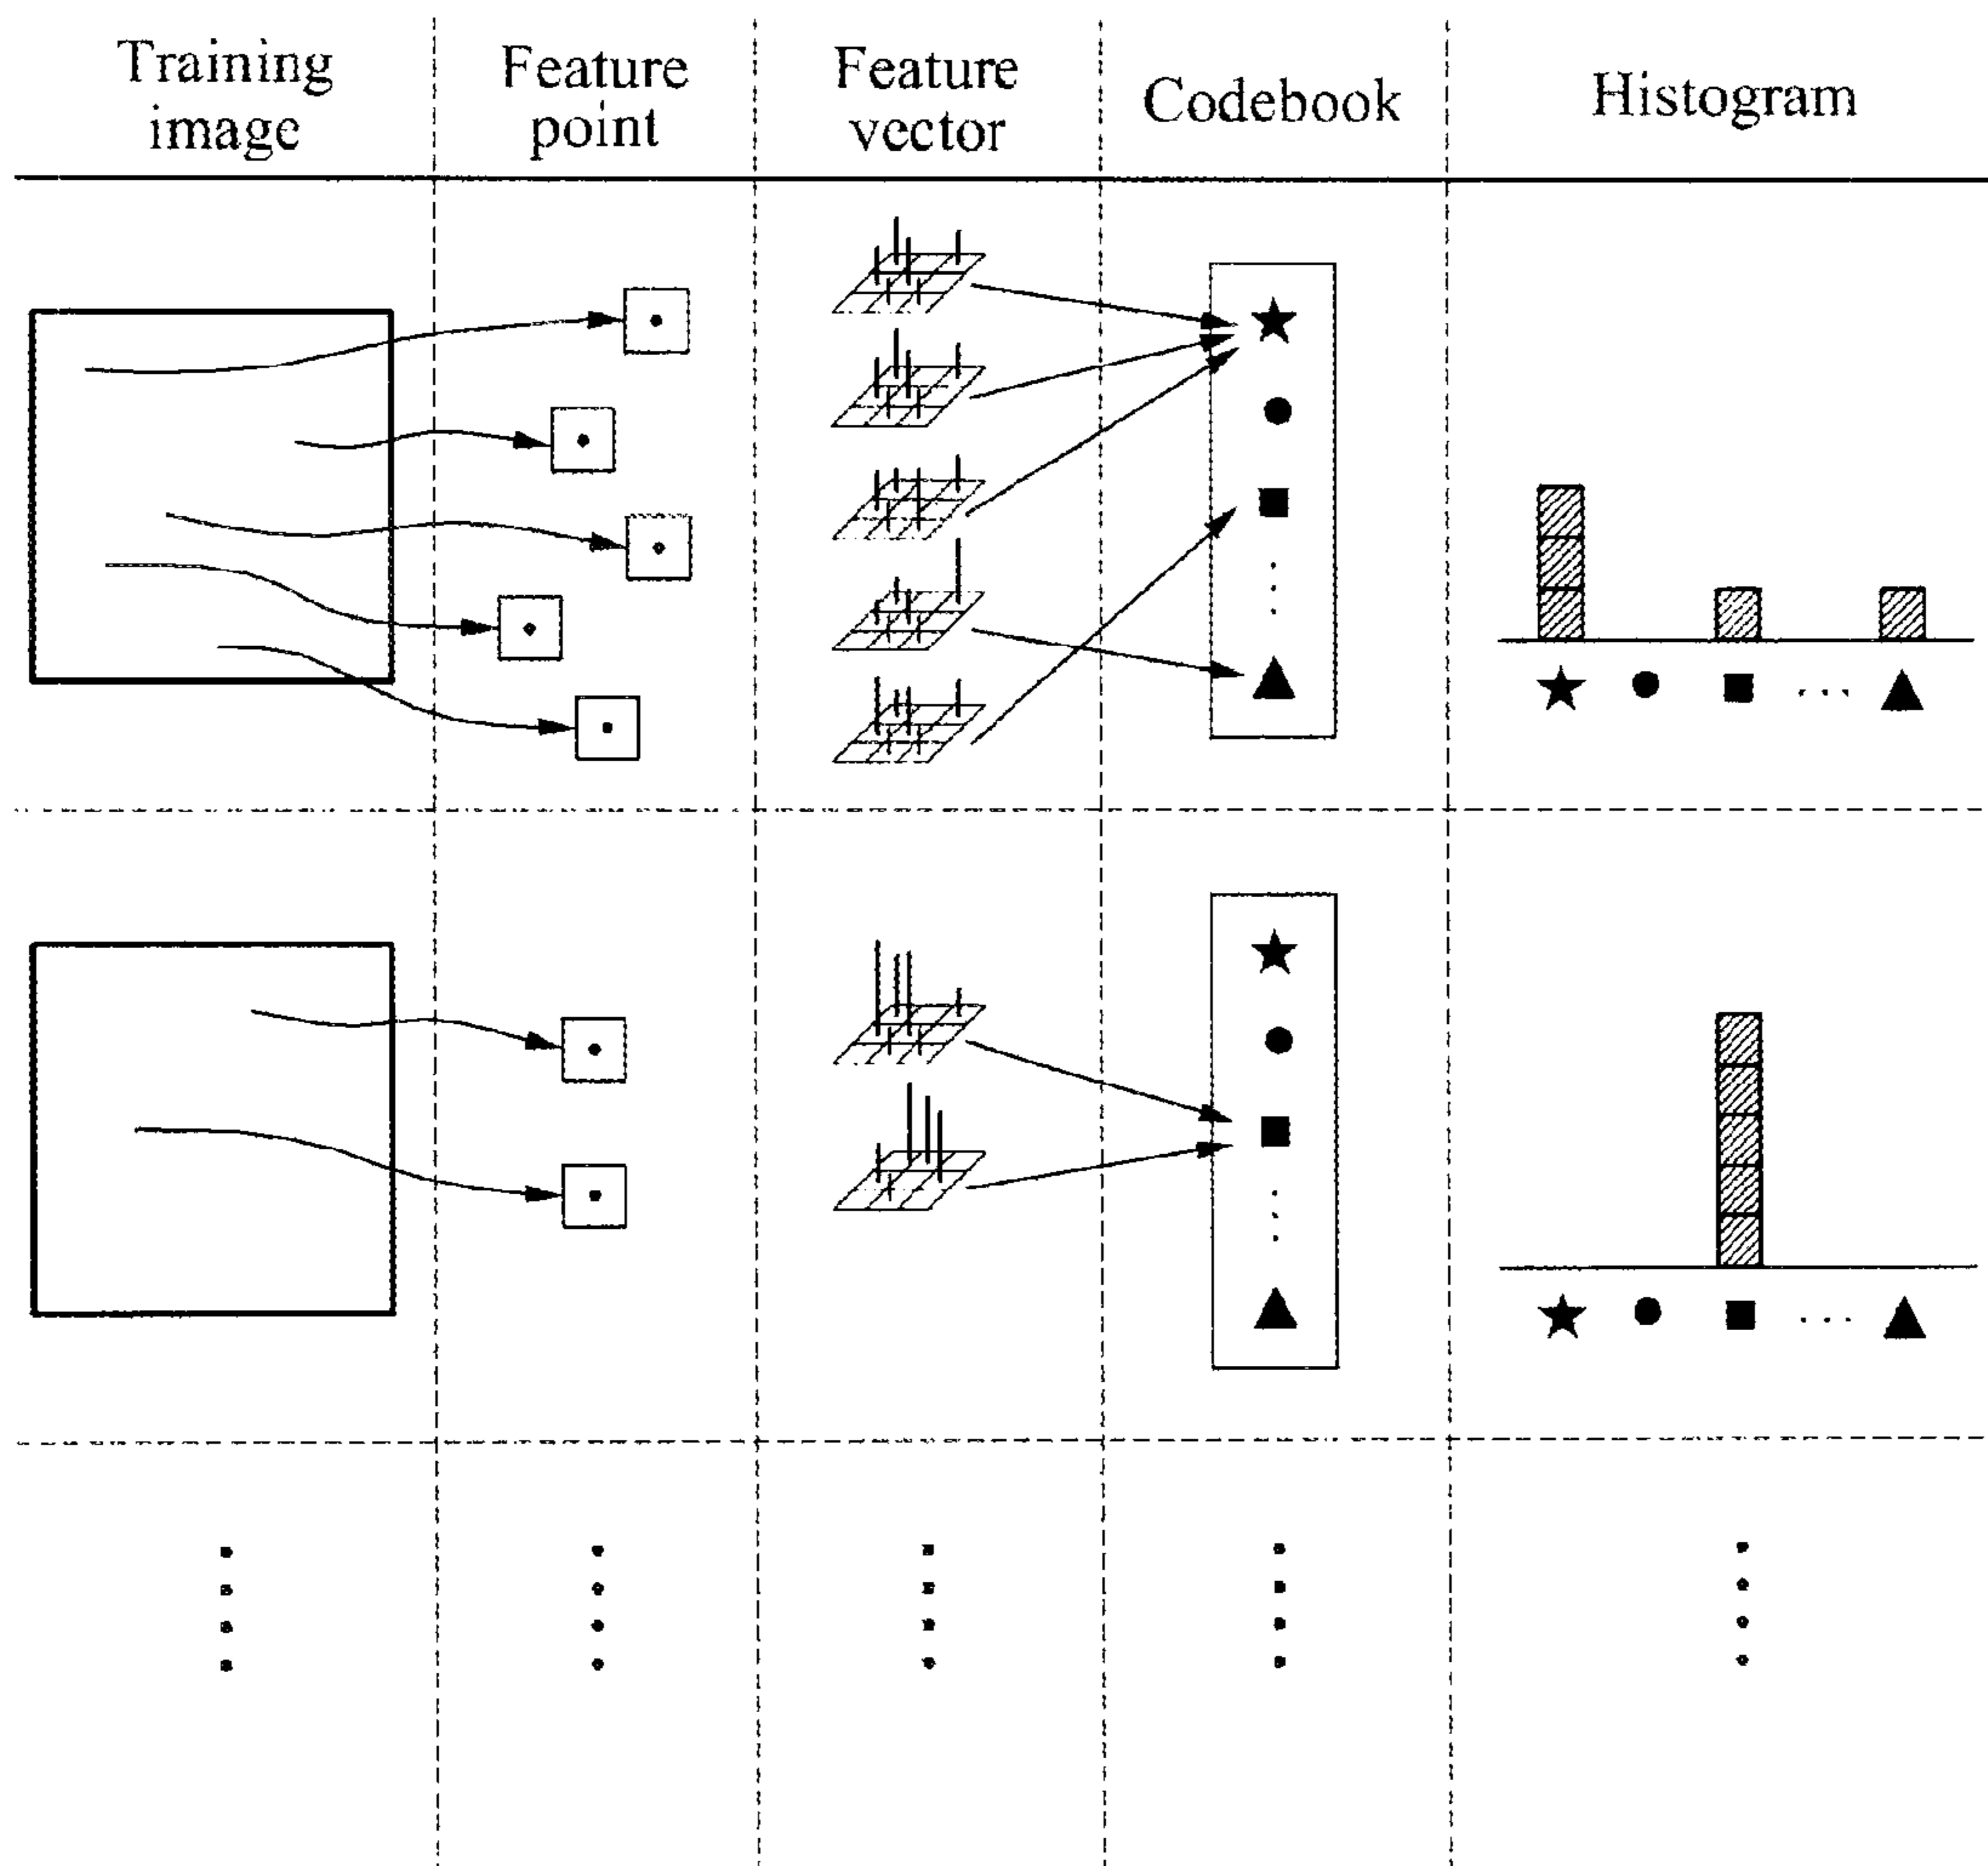 Training
image
Feature
point
Feature
vector
Codebook
Histogram